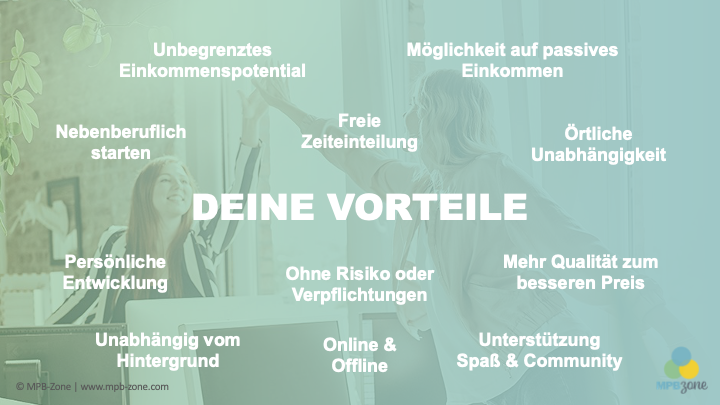 Unbegrenztes
Einkommenspotential
Möglichkeit auf passives
Einkommen
Nebenberuflich
starten
Freie
Zeiteinteilung
Örtliche
Unabhängigkeit
DEINE VORTEILE
Persönliche
Entwicklung
Ohne Risiko oder
Verpflichtungen
Mehr Qualität zum
besseren Preis
Unabhängig vom
Hintergrund
Online &
Offline
Unterstützung
Spaß & Community
© MPB-Zone | www.mpb-zone.com
MPBzone